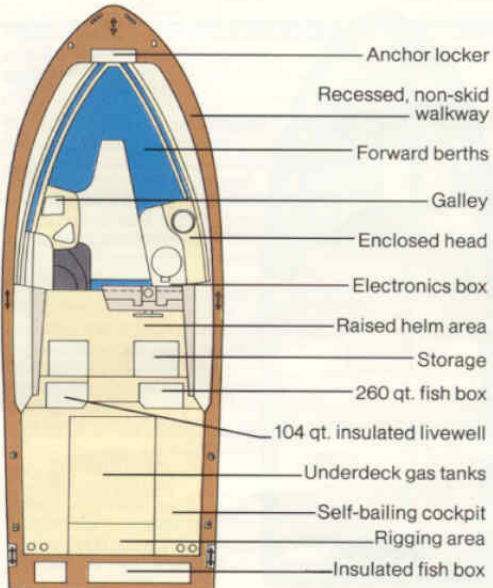 Anchor locker
Recessed, non-skid
walkway
Forward berths
Galley
Enclosed head
Electronics box
Raised helm area
Storage
260 qt. fish box
104 qt. insulated livewell
Underdeck gas tanks
Self-bailing cockpit
Rigging area
Insulated fish box